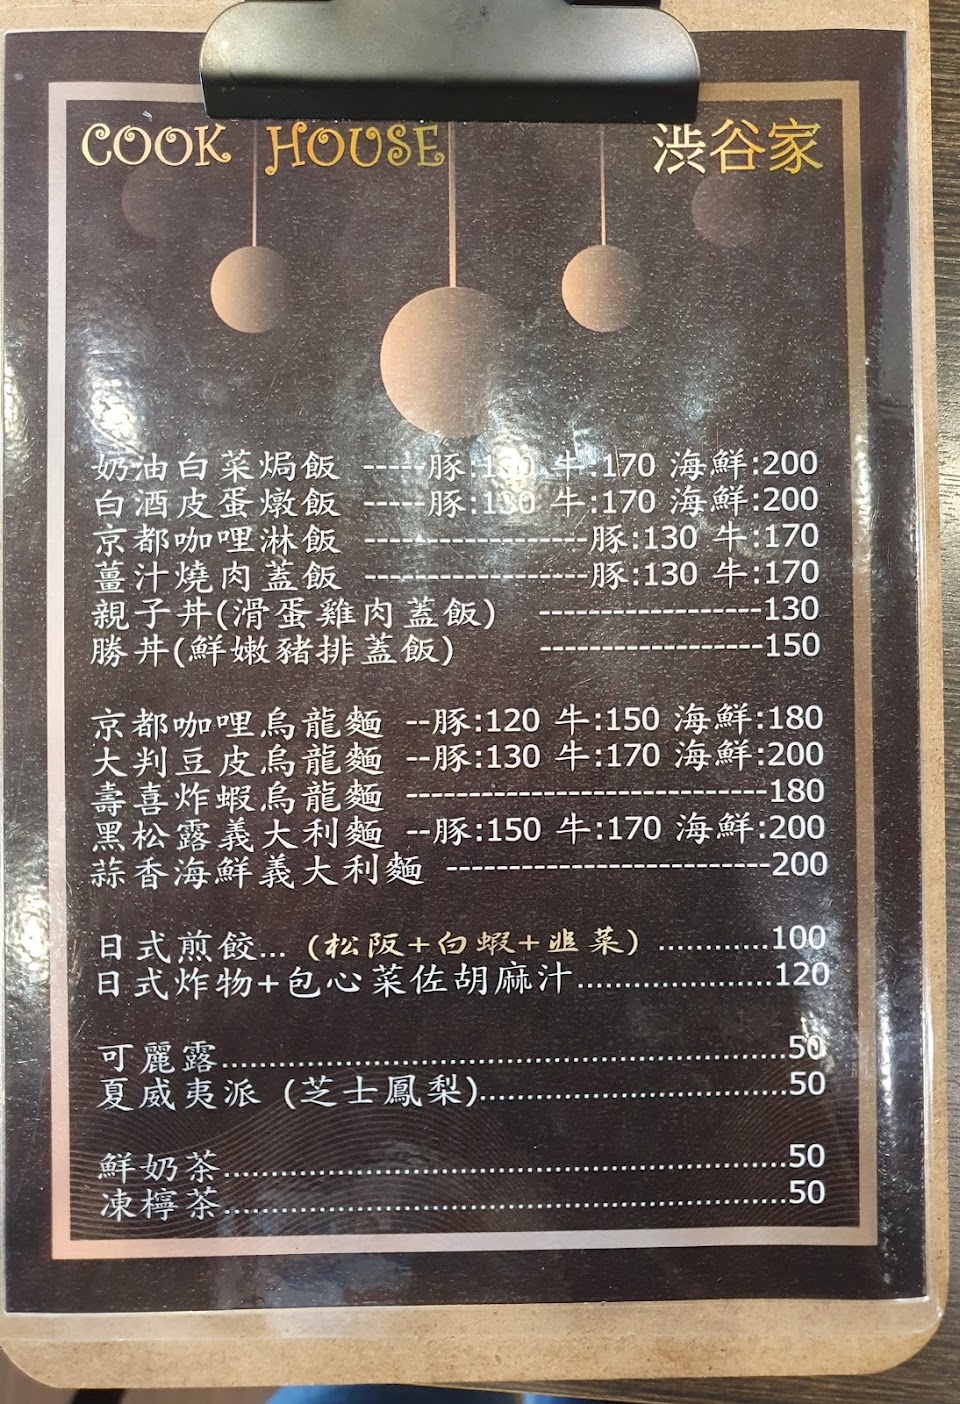 COOK HOUSE 渋谷家
奶油白菜焗飯 -----豚:130 牛:170 海鮮:200
白酒皮蛋燉飯 -----豚:130 牛:170 海鮮:200
京都咖哩淋飯 ------------------豚:130 牛:170
薑汁燒肉蓋飯 ------------------豚:130 牛:170
親子丼(滑蛋雞肉蓋飯) ------------------130
勝丼(鮮嫩豬排蓋飯) ------------------150
京都咖哩烏龍麵 --豚:120 牛:150 海鮮:180
大判豆皮烏龍麵 --豚:130 牛:170 海鮮:200
壽喜炸蝦烏龍麵 -----------------------------180
黑松露義大利麵 --豚:150 牛:170 海鮮:200
蒜香海鮮義大利麵 --------------------------200
日式煎餃... (松阪+白蝦+韭菜) ...........100
日式炸物+包心菜佐胡麻汁...................120
可麗露.......................................................50
夏威夷派 (芝士鳳梨)..............................50
鮮奶茶.......................................................50
凍檸茶.......................................................50